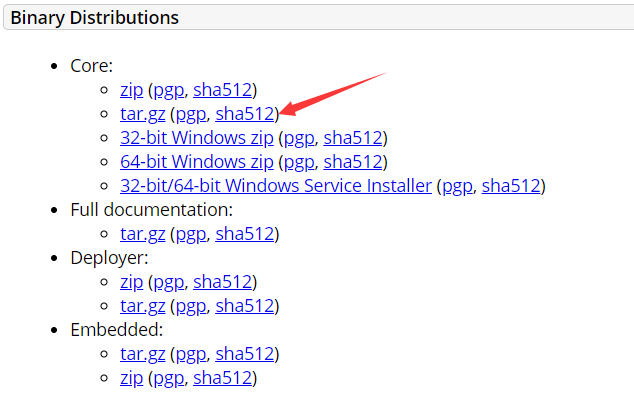 Binary Distributions
• Core:
○ zip (pgp, sha512)
○ tar.gz (pgp, sha512)
○ 32-bit Windows zip (pgp, sha512)
○ 64-bit Windows zip (pgp, sha512)
○ 32-bit/64-bit Windows Service Installer (pgp, sha512)
• Full documentation:
○ tar.gz (pgp, sha512)
• Deployer:
○ zip (pgp, sha512)
○ tar.gz (pgp, sha512)
• Embedded:
○ tar.gz (pgp, sha512)
○ zip (pgp, sha512)